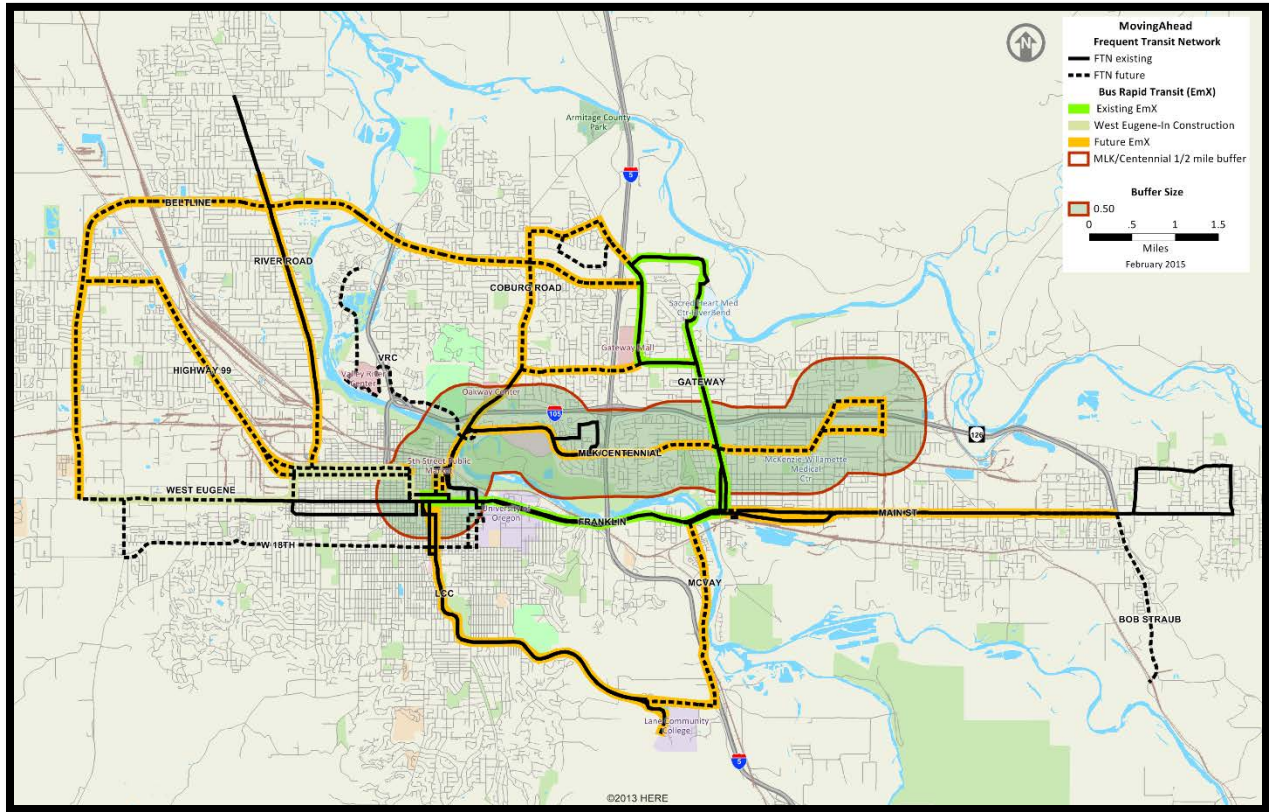 MovingAhead
Frequent Transit Network
FTN existing
FTN future
Bus Rapid Transit (EmX)
Existing EmX
West Eugene-In Construction
Future EmX
MLK/Centennial 1/2 mile buffer
Buffer Size
0.50
0 .5 1 1.5
Miles
February 2015
N
Armitage County
Park
5
BELTLINE
RIVER ROAD
COBURG ROAD
Sacred Heart Med
Ctr-RiverBend
Gateway Mall
VRC
Valley River
Center
HIGHWAY 99
GATEWAY
Oakway Center
105
126
MLK/CENTENNIAL
5th Street Public
McKenzie-Willamette
Medical
Ctr
WEST EUGENE
University of
Oregon
FRANKLIN
MAIN ST
W 18TH
LCC
MCVAY
BOB STRAUB
Lane Community
College
5
©2013 HERE